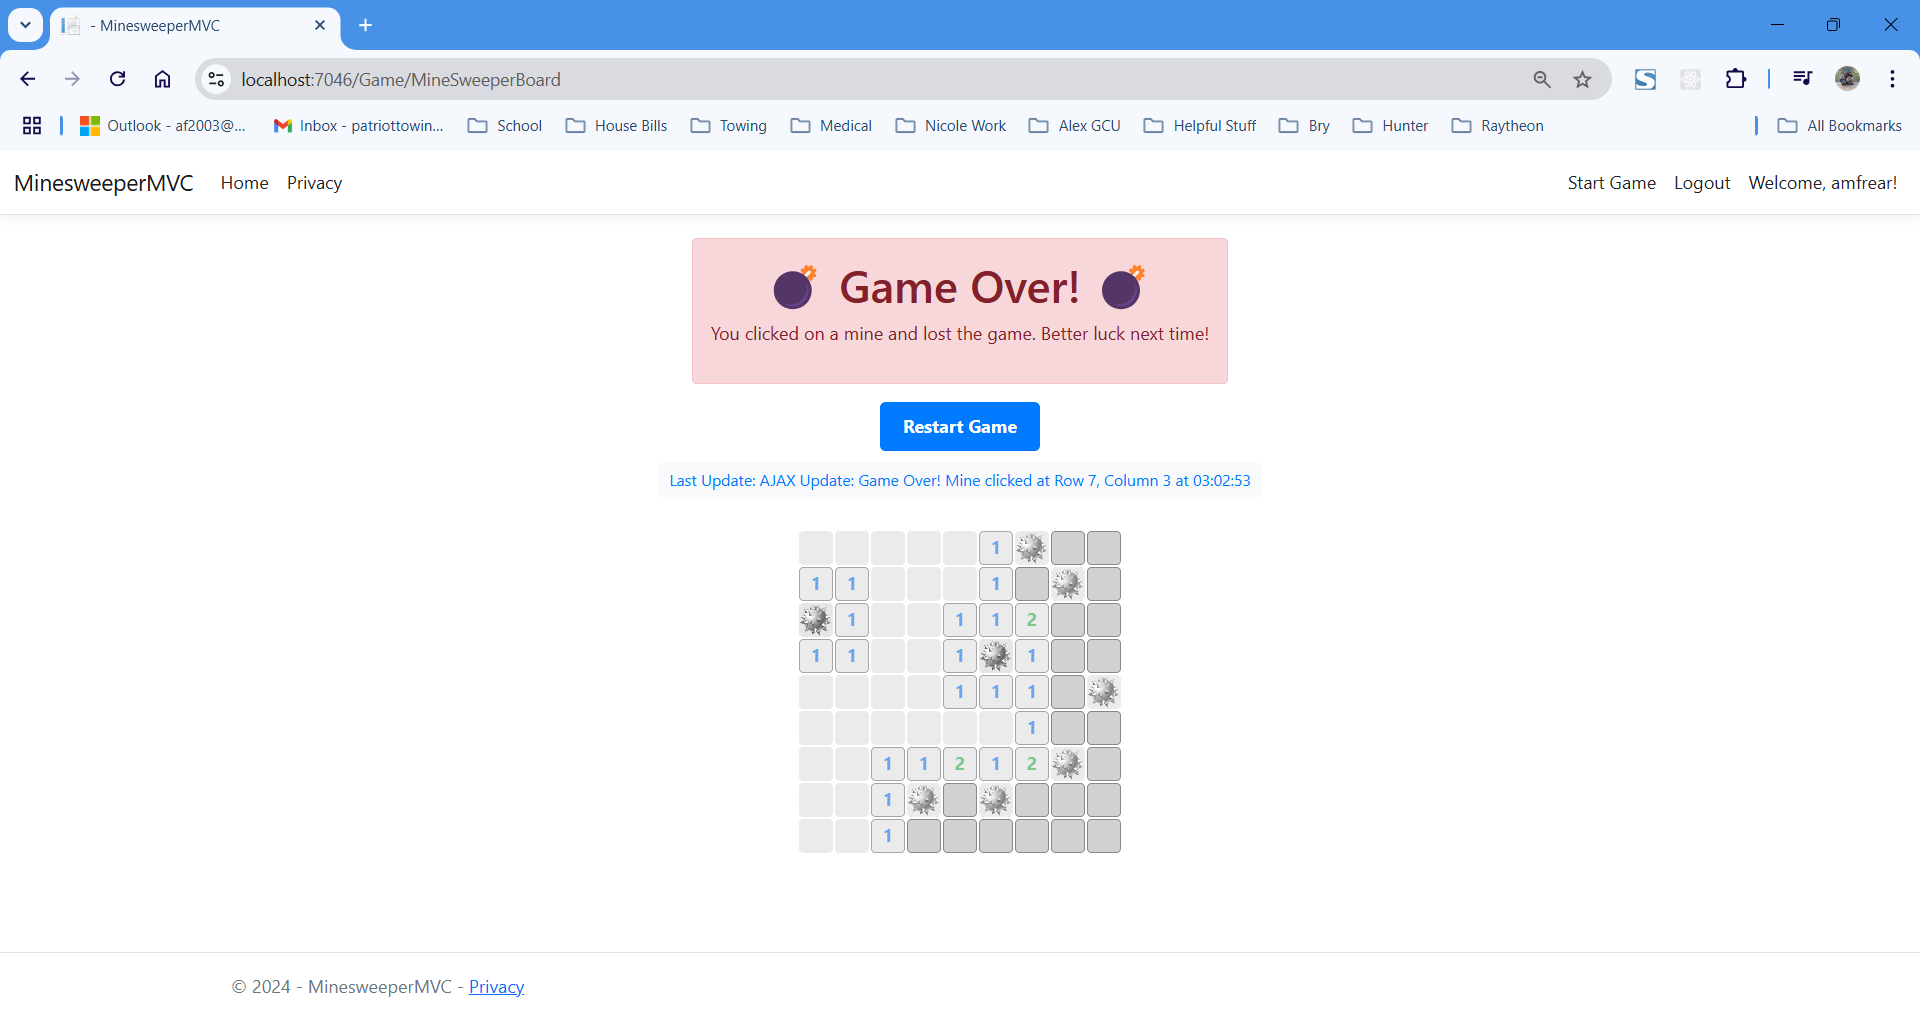 - MinesweeperMVC
localhost:7046/Game/MineSweeperBoard
Outlook - af2003@... Inbox - patriottowin... School House Bills Towing Medical Nicole Work Alex GCU Helpful Stuff Bry Hunter Raytheon All Bookmarks
MinesweeperMVC Home Privacy Start Game Logout Welcome, amfrear!
Game Over!
You clicked on a mine and lost the game. Better luck next time!
Restart Game
Last Update: AJAX Update: Game Over! Mine clicked at Row 7, Column 3 at 03:02:53
1
1 1 1
1 1 1 2
1 1 1 1
1 1 1
1
1 1 2 1 2
1
1
© 2024 - MinesweeperMVC - Privacy